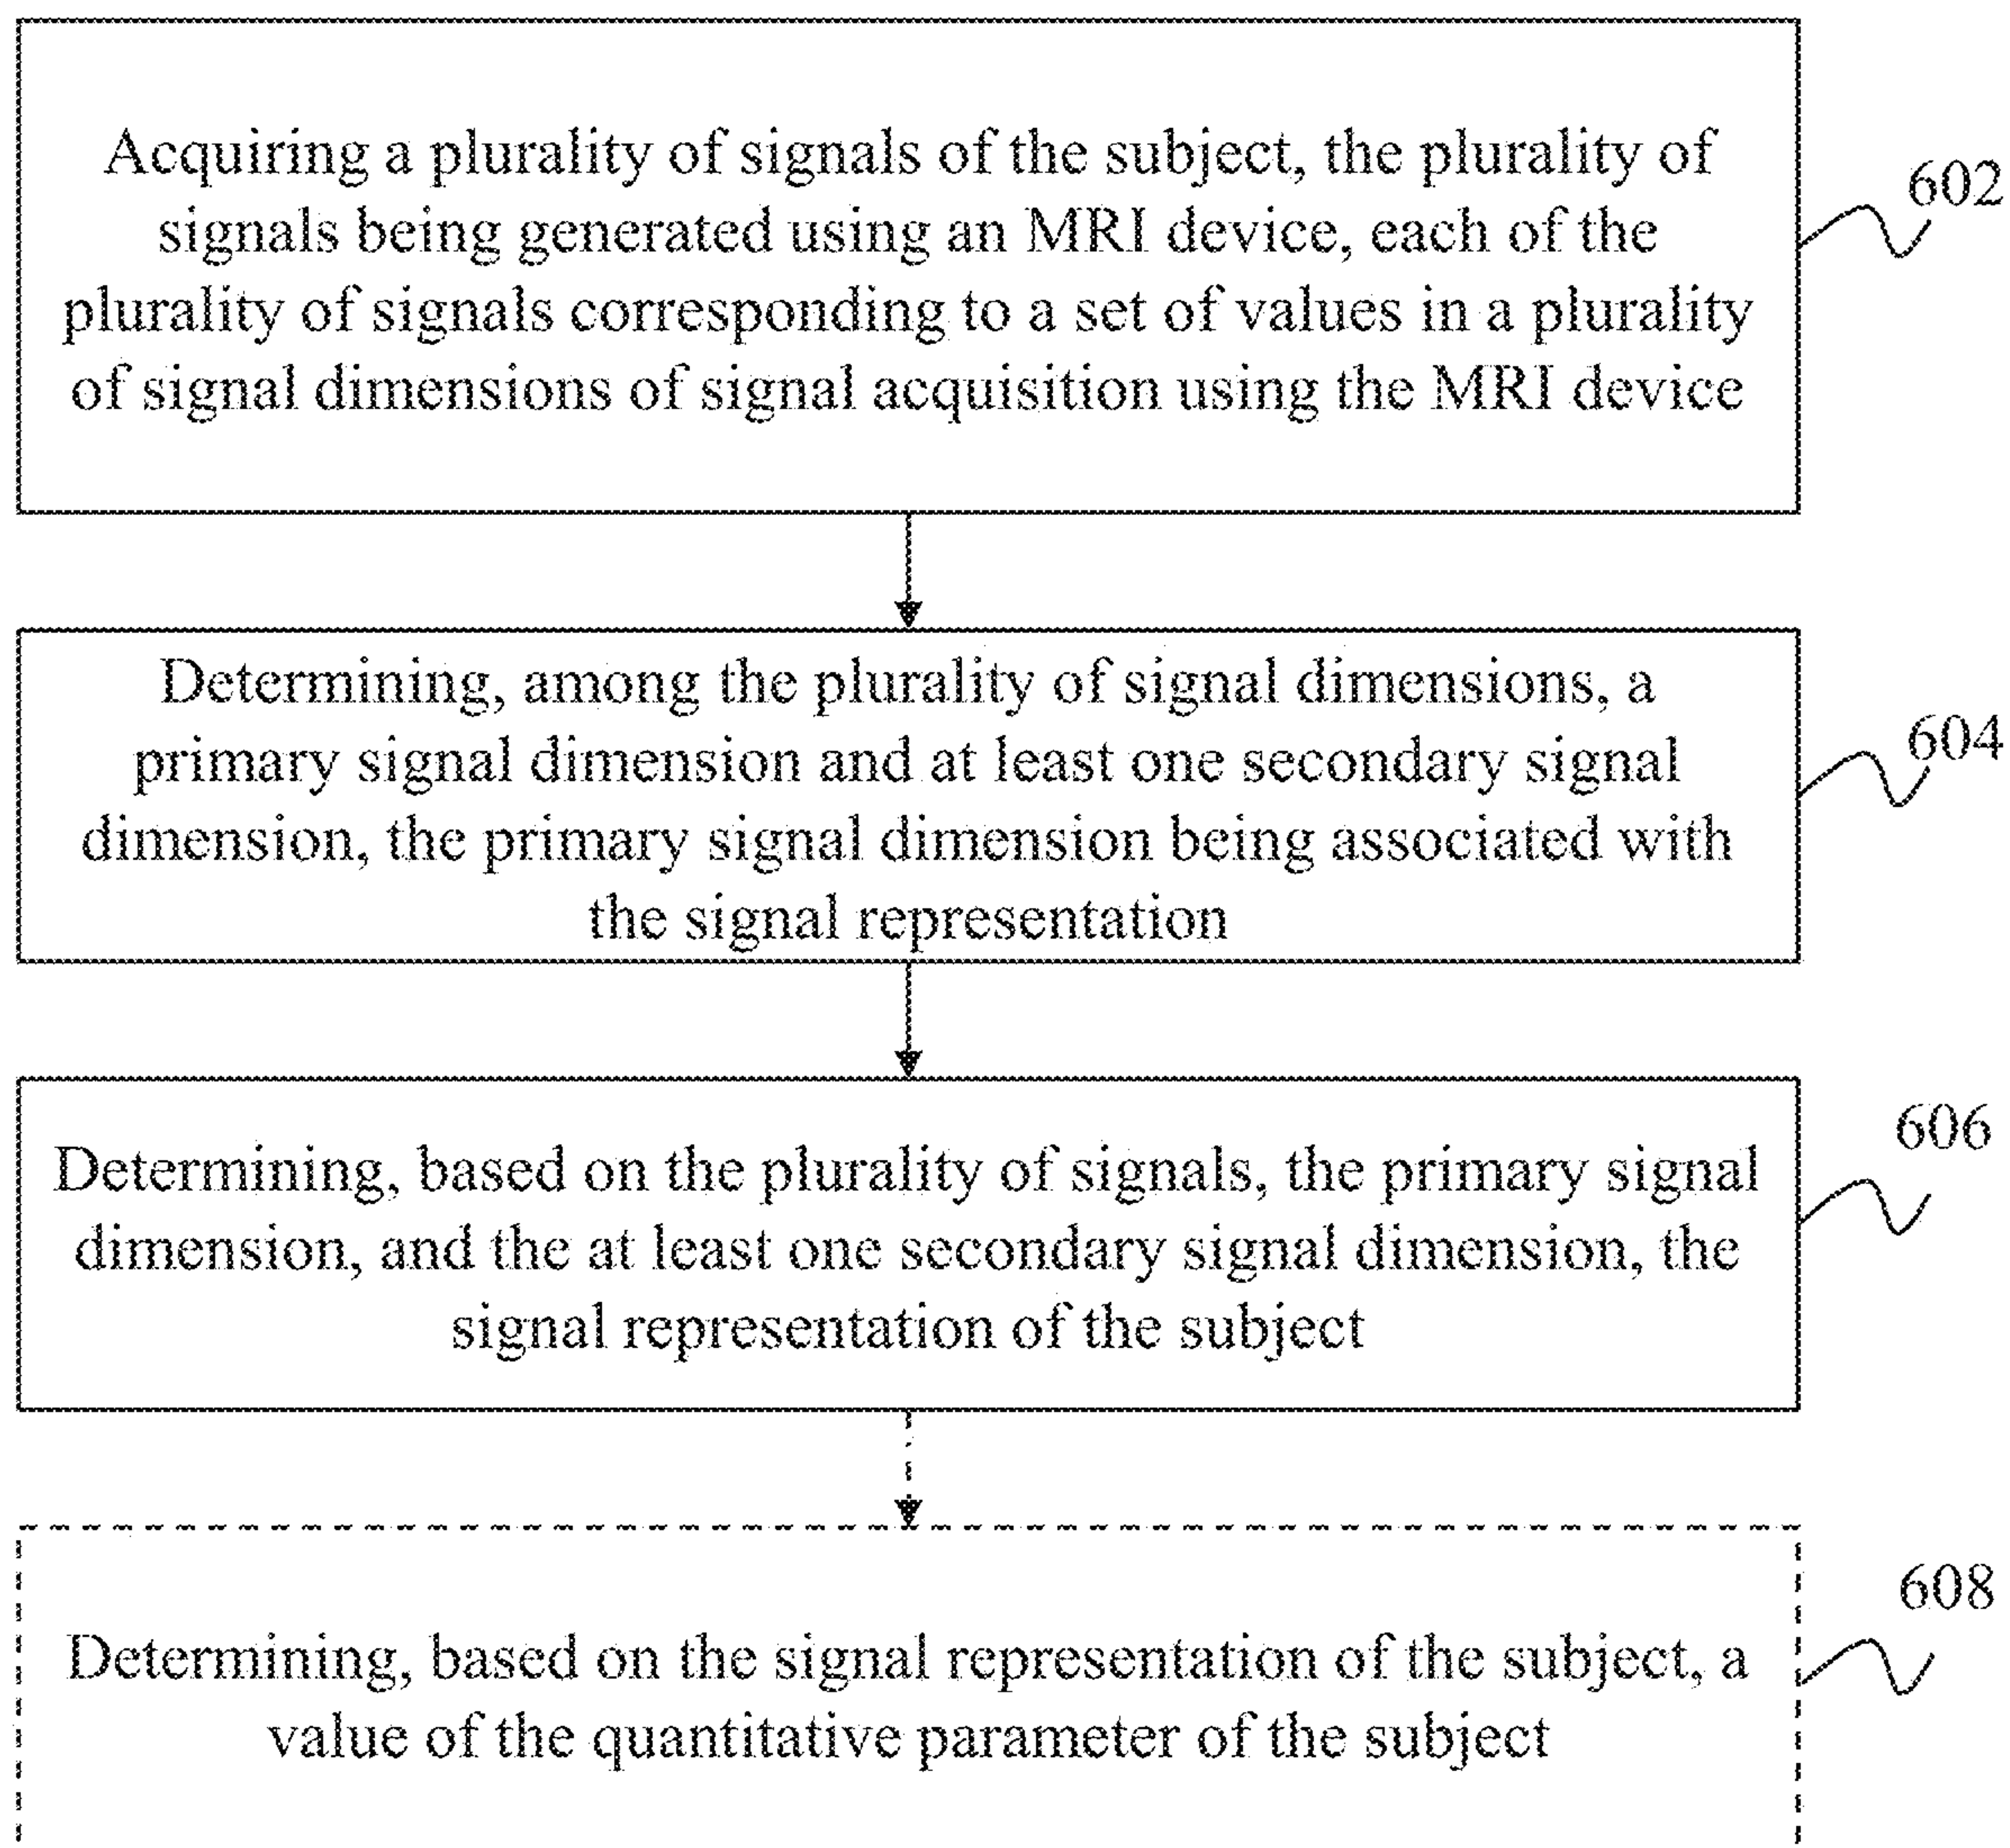 Acquiring a plurality of signals of the subject, the plurality of
signals being generated using an MRI device, each of the
plurality of signals corresponding to a set of values in a plurality
of signal dimensions of signal acquisition using the MRI device
602
Determining, among the plurality of signal dimensions, a
primary signal dimension and at least one secondary signal
dimension, the primary signal dimension being associated with
the signal representation
604
Determining, based on the plurality of signals, the primary signal
dimension, and the at least one secondary signal dimension, the
signal representation of the subject
606
Determining, based on the signal representation of the subject, a
value of the quantitative parameter of the subject
608